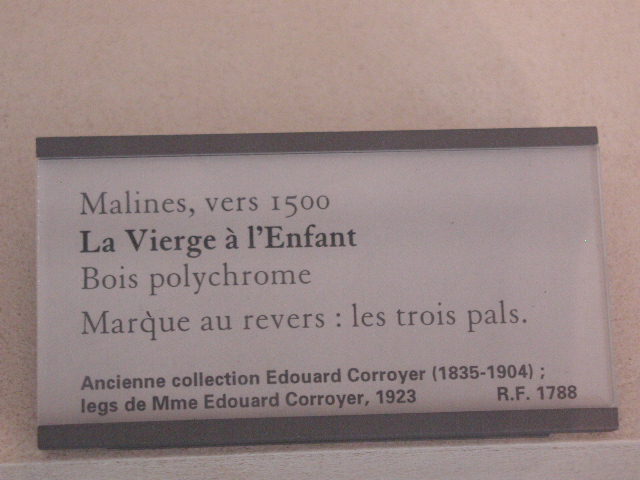 Malines, vers 1500
La Vierge à l'Enfant
Bois polychrome
Marque au revers : les trois pals.
Ancienne collection Edouard Corroyer (1835-1904) ;
legs de Mme Edouard Corroyer, 1923 R.F. 1788